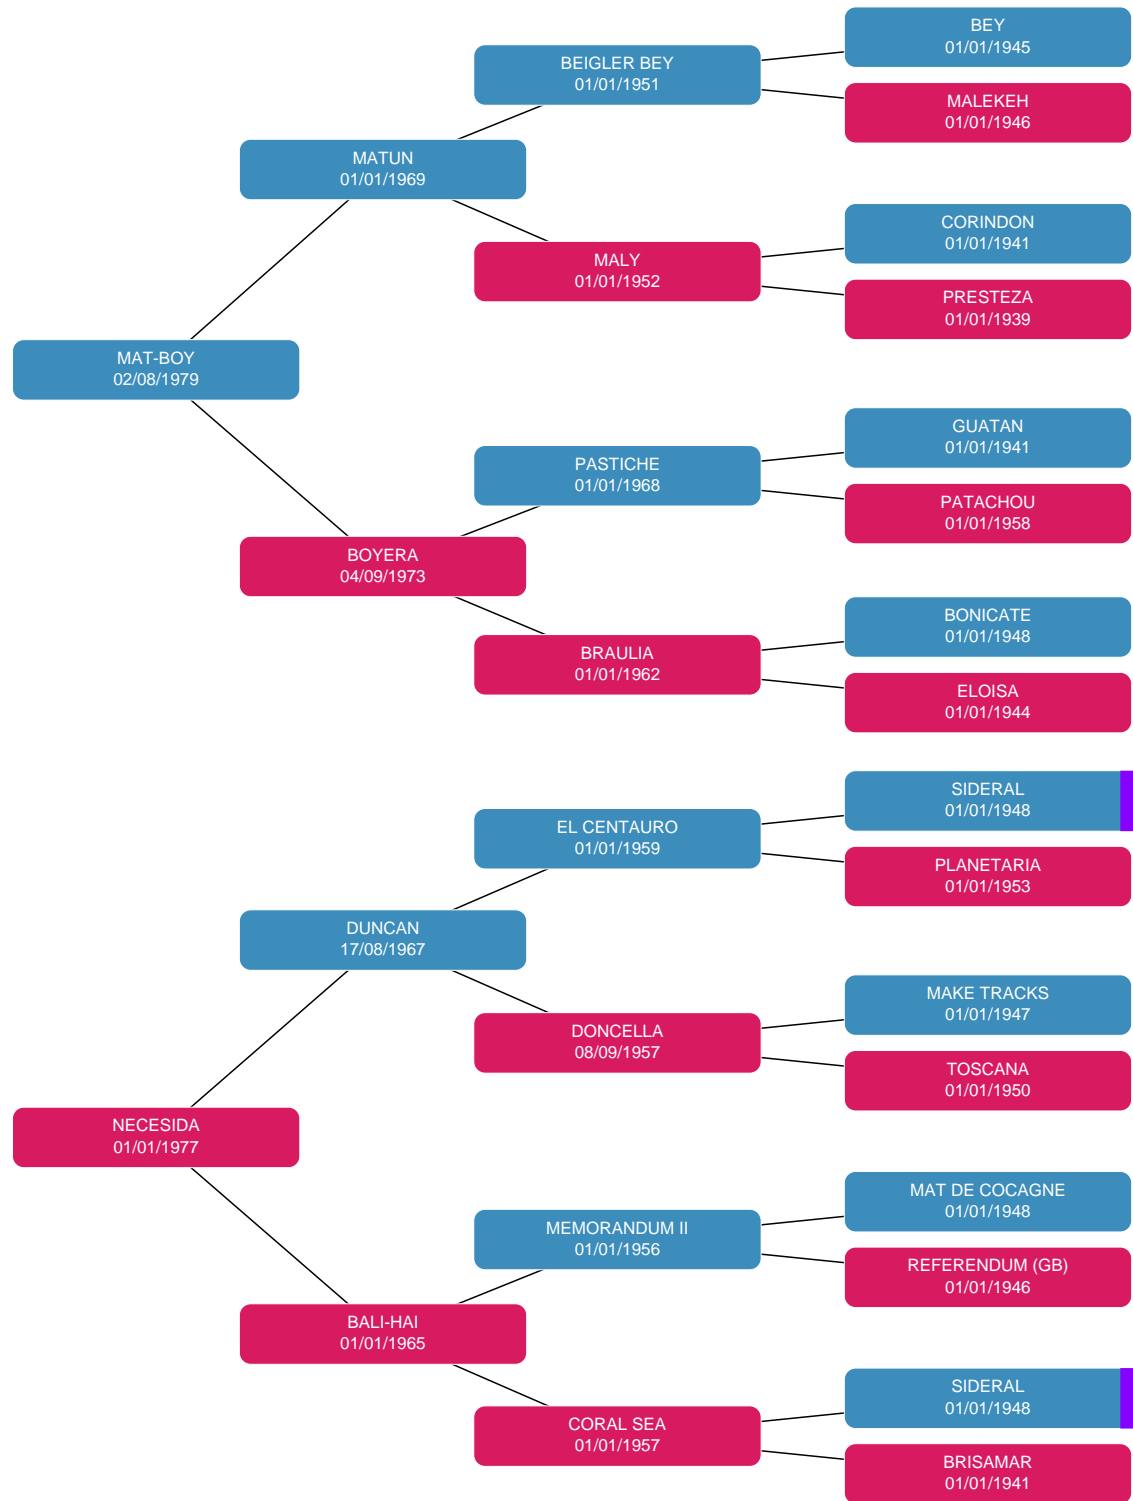 BEY
01/01/1945
BEIGLER BEY
01/01/1951
MALEKEH
01/01/1946
MATUN
01/01/1969
CORINDON
01/01/1941
MALY
01/01/1952
PRESTEZA
01/01/1939
MAT-BOY
02/08/1979
GUATAN
01/01/1941
PASTICHE
01/01/1968
PATACHOU
01/01/1958
BOYERA
04/09/1973
BONICATE
01/01/1948
BRAULIA
01/01/1962
ELOISA
01/01/1944
SIDERAL
01/01/1948
EL CENTAURO
01/01/1959
PLANETARIA
01/01/1953
DUNCAN
17/08/1967
MAKE TRACKS
01/01/1947
DONCELLA
08/09/1957
TOSCANA
01/01/1950
NECESIDA
01/01/1977
MAT DE COCAGNE
01/01/1948
MEMORANDUM II
01/01/1956
REFERENDUM (GB)
01/01/1946
BALI-HAI
01/01/1965
SIDERAL
01/01/1948
CORAL SEA
01/01/1957
BRISAMAR
01/01/1941